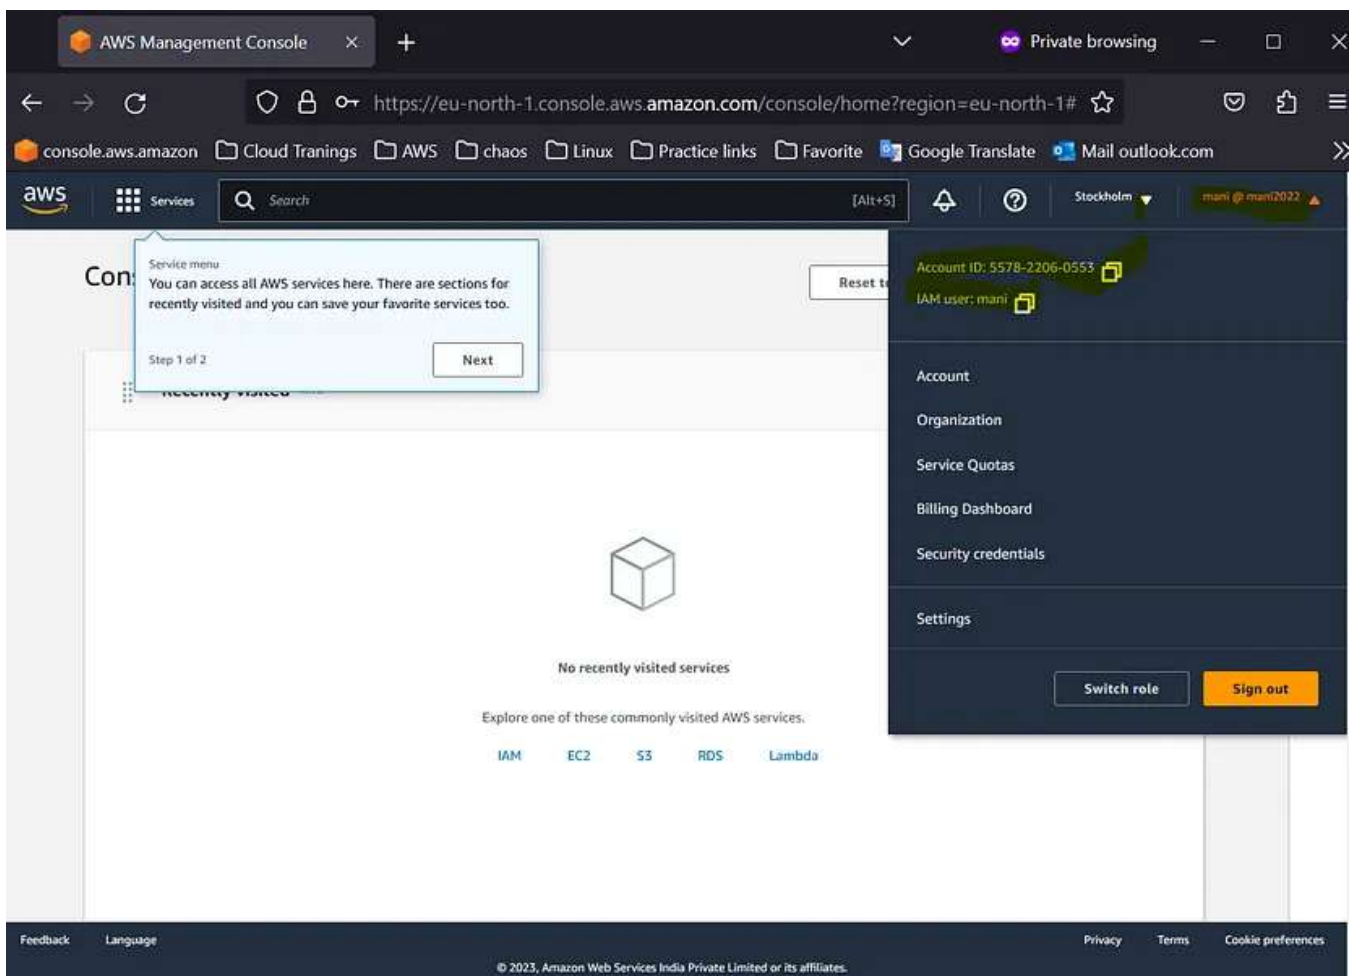 AWS Management Console
Private browsing
https://eu-north-1.console.aws.amazon.com/console/home?region=eu-north-1#
console.aws.amazon Cloud Tranings AWS chaos Linux Practice links Favorite Google Translate Mail outlook.com
aws Services Search [Alt+S] Stockholm mani @ mani2022
Service menu
You can access all AWS services here. There are sections for
recently visited and you can save your favorite services too.
Step 1 of 2 Next
Con
Reset t
Recently visited
No recently visited services
Explore one of these commonly visited AWS services.
IAM EC2 S3 RDS Lambda
Account ID: 5578-2206-0553
IAM user: mani
Account
Organization
Service Quotas
Billing Dashboard
Security credentials
Settings
Switch role Sign out
Feedback Language Privacy Terms Cookie preferences
© 2023, Amazon Web Services India Private Limited or its affiliates.